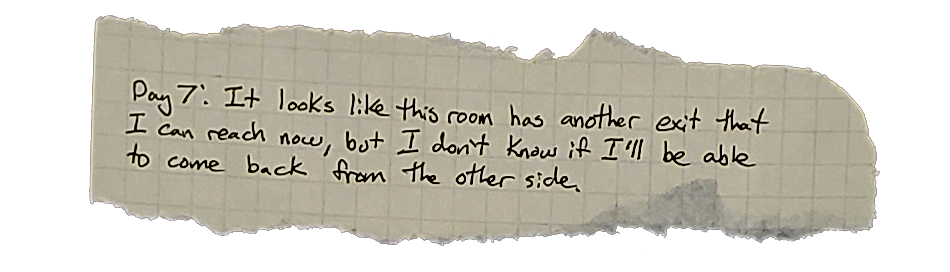 Day 7: It looks like this room has another exit that
I can reach now, but I don't know if I'll be able
to come back from the other side.